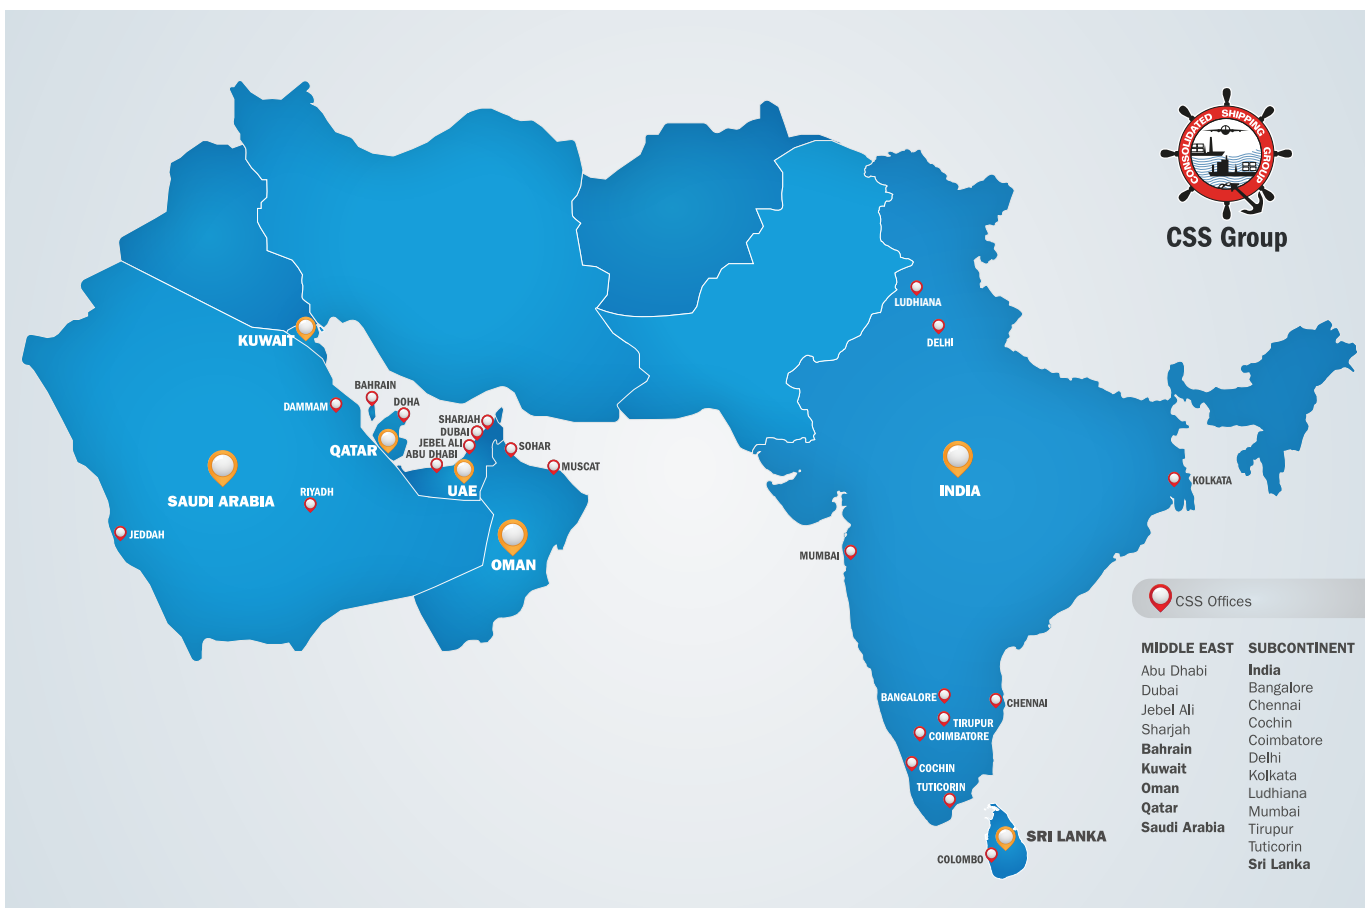 CONSOLIDATED SHIPPING GROUP
CSS Group
LUDHIANA
DELHI
KUWAIT
BAHRAIN
DAMMAM
DOHA
SHARJAH
DUBAI
JEBEL ALI
ABU DHABI
QATAR
SOHAR
MUSCAT
UAE
SAUDI ARABIA
RIYADH
JEDDAH
OMAN
INDIA
KOLKATA
MUMBAI
BANGALORE
CHENNAI
TIRUPUR
COIMBATORE
COCHIN
TUTICORIN
SRI LANKA
COLOMBO
CSS Offices
MIDDLE EAST
Abu Dhabi
Dubai
Jebel Ali
Sharjah
Bahrain
Kuwait
Oman
Qatar
Saudi Arabia
SUBCONTINENT
India
Bangalore
Chennai
Cochin
Coimbatore
Delhi
Kolkata
Ludhiana
Mumbai
Tirupur
Tuticorin
Sri Lanka